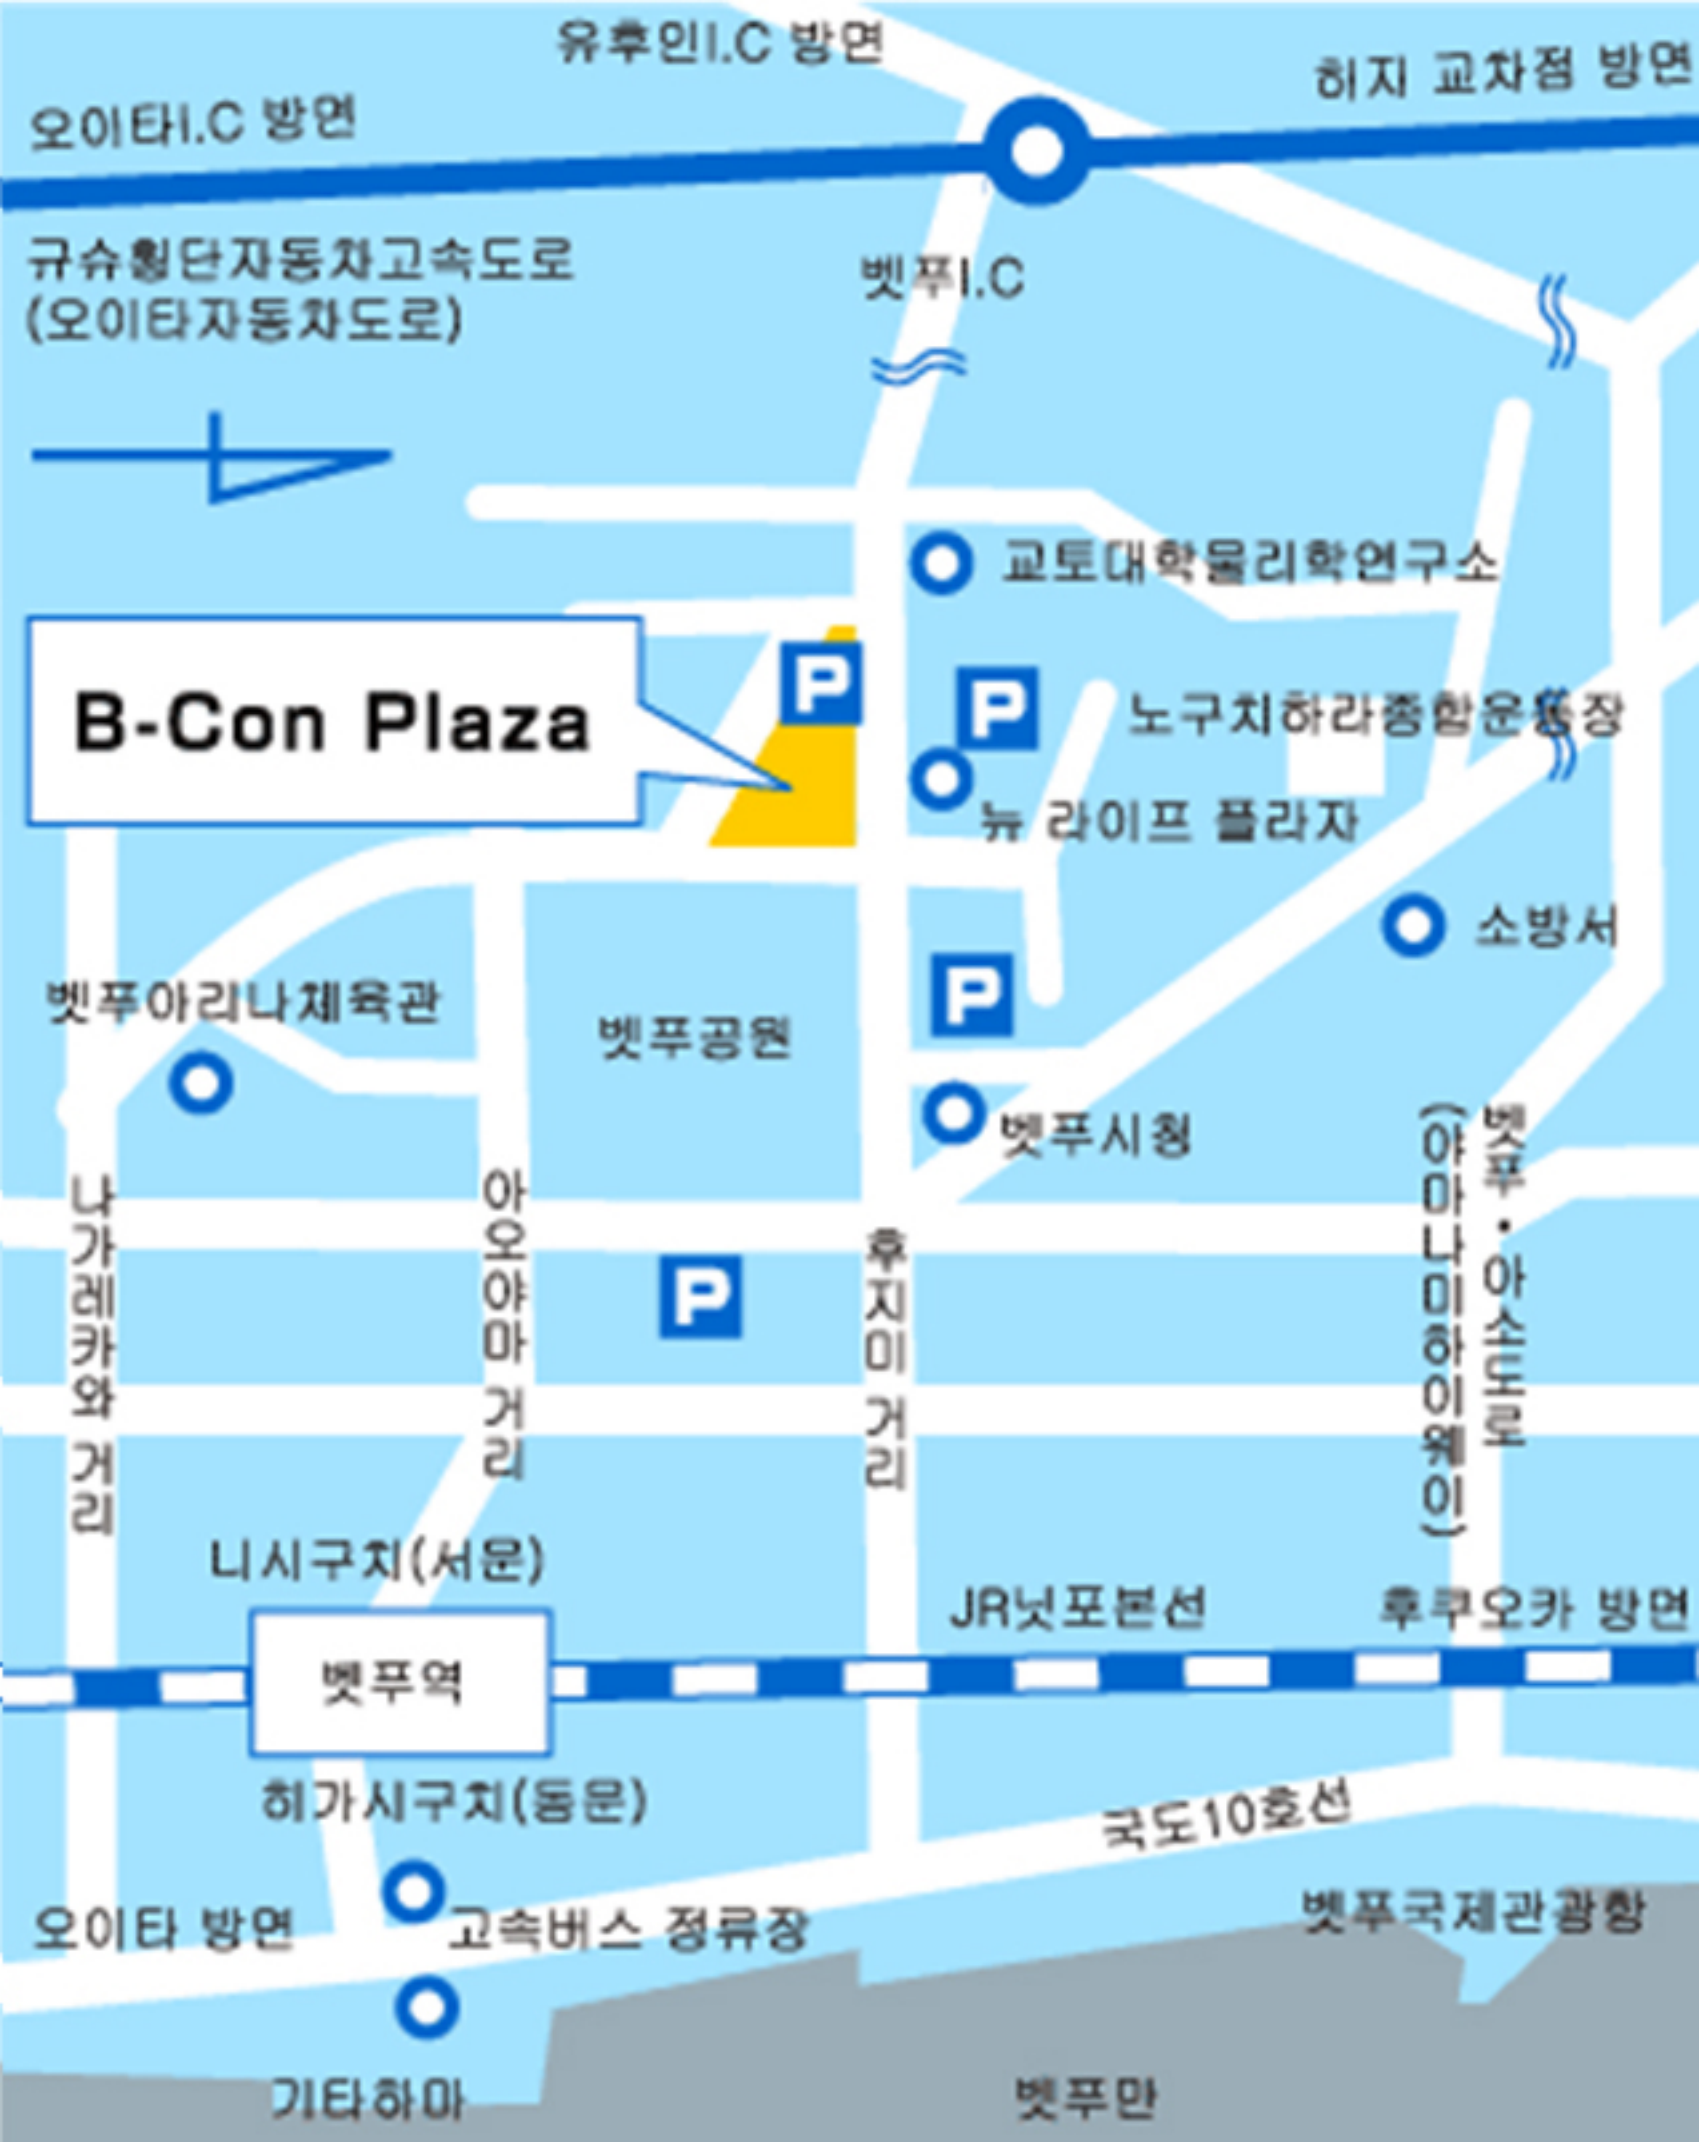 유후인I.C 방면
히지 교차점 방면
오이타I.C 방면
규슈횡단자동차고속도로
(오이타자동차도로)
벳푸I.C
교토대학물리학연구소
P
P
B-Con Plaza
노구치하라종합운동장
뉴 라이프 플라자
소방서
벳푸아리나체육관
P
벳푸공원
벳푸시청
나가레카와 거리
아오야마 거리
후지미 거리
벳푸・아소도로
(야마나미하이웨이)
P
니시구치(서문)
JR닛포본선
후쿠오카 방면
벳푸역
히가시구치(동문)
국도10호선
오이타 방면
고속버스 정류장
벳푸국제관광항
기타하마
벳푸만